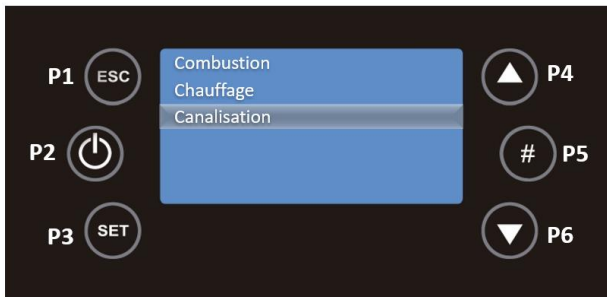 P1 ESC
P2
P3 SET
Combustion
Chauffage
Canalisation
P4
# P5
P6